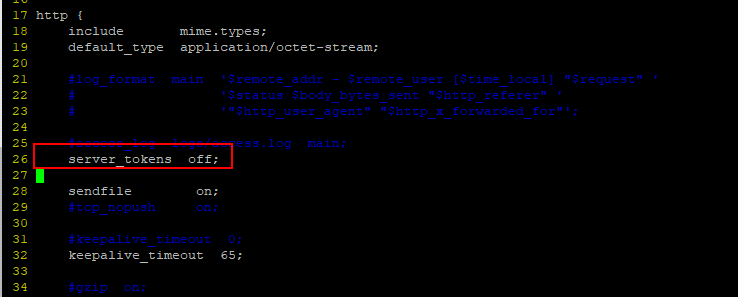 17 http {
18 include mime.types;
19 default_type application/octet-stream;
20
21 #log_format main '$remote_addr - $remote_user [$time_local] "$request" '
22 # '$status $body_bytes_sent "$http_referer" '
23 # '"$http_user_agent" "$http_x_forwarded_for"';
24
25 #access_log logs/access.log main;
26 server_tokens off;
27
28 sendfile on;
29 #tcp_nopush on;
30
31 #keepalive_timeout 0;
32 keepalive_timeout 65;
33
34 #gzip on;